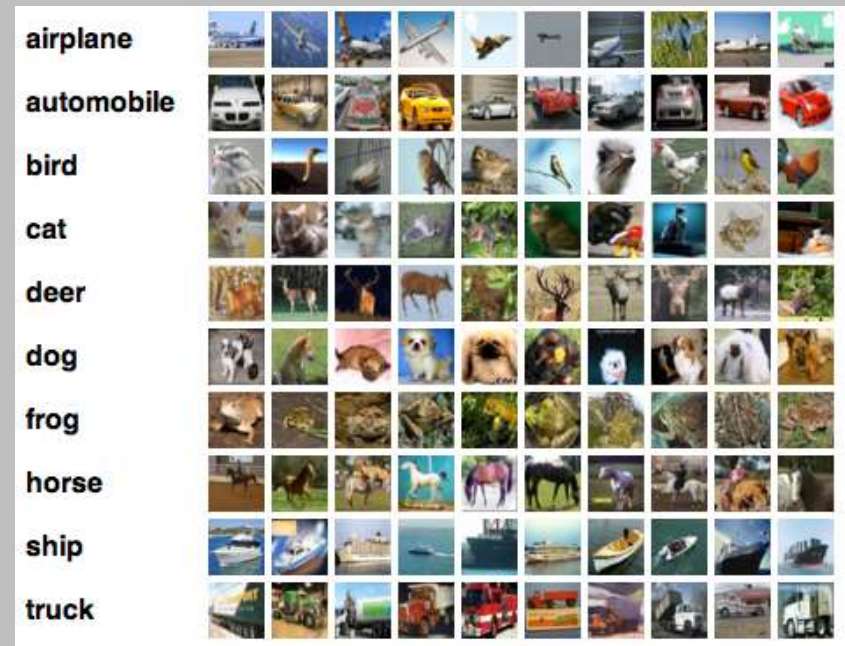 airplane
automobile
bird
cat
deer
dog
frog
horse
ship
truck